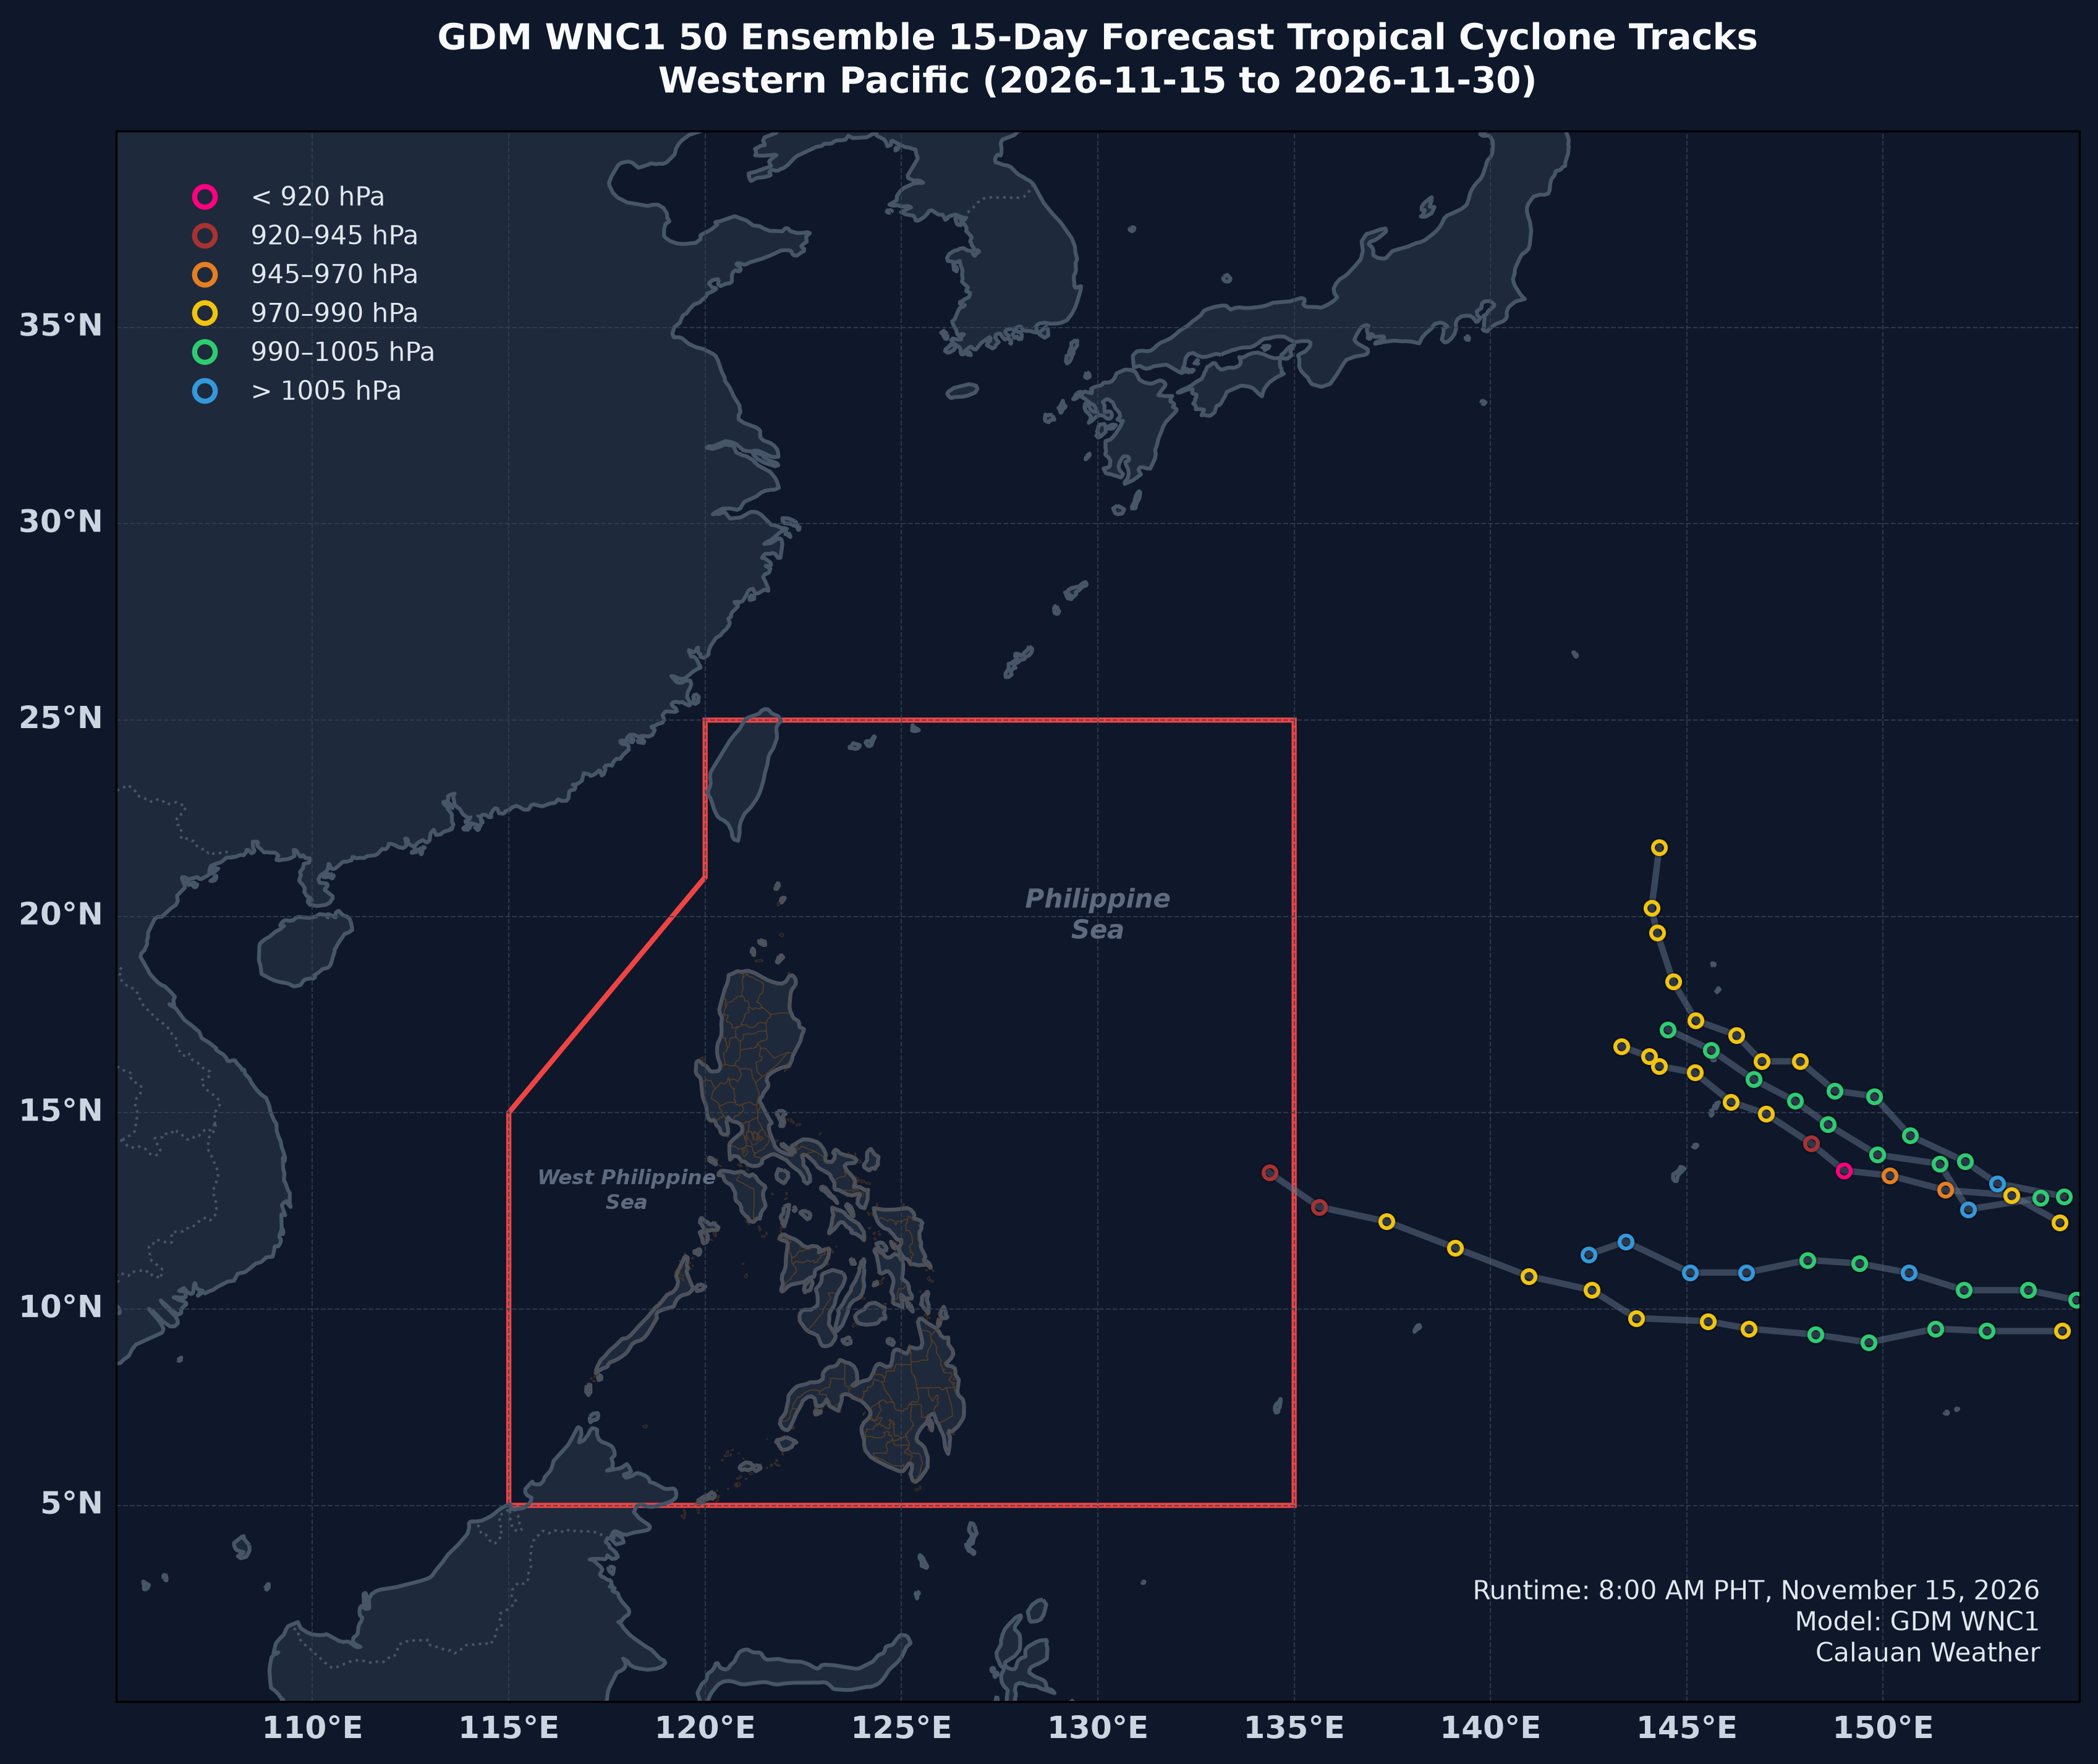 GDM WNC1 50 Ensemble 15-Day Forecast Tropical Cyclone Tracks
Western Pacific (2026-11-15 to 2026-11-30)
< 920 hPa
920–945 hPa
945–970 hPa
970–990 hPa
990–1005 hPa
> 1005 hPa
35°N
30°N
25°N
20°N
15°N
10°N
5°N
Philippine
Sea
West Philippine
Sea
Runtime: 8:00 AM PHT, November 15, 2026
Model: GDM WNC1
Calauan Weather
110°E
115°E
120°E
125°E
130°E
135°E
140°E
145°E
150°E